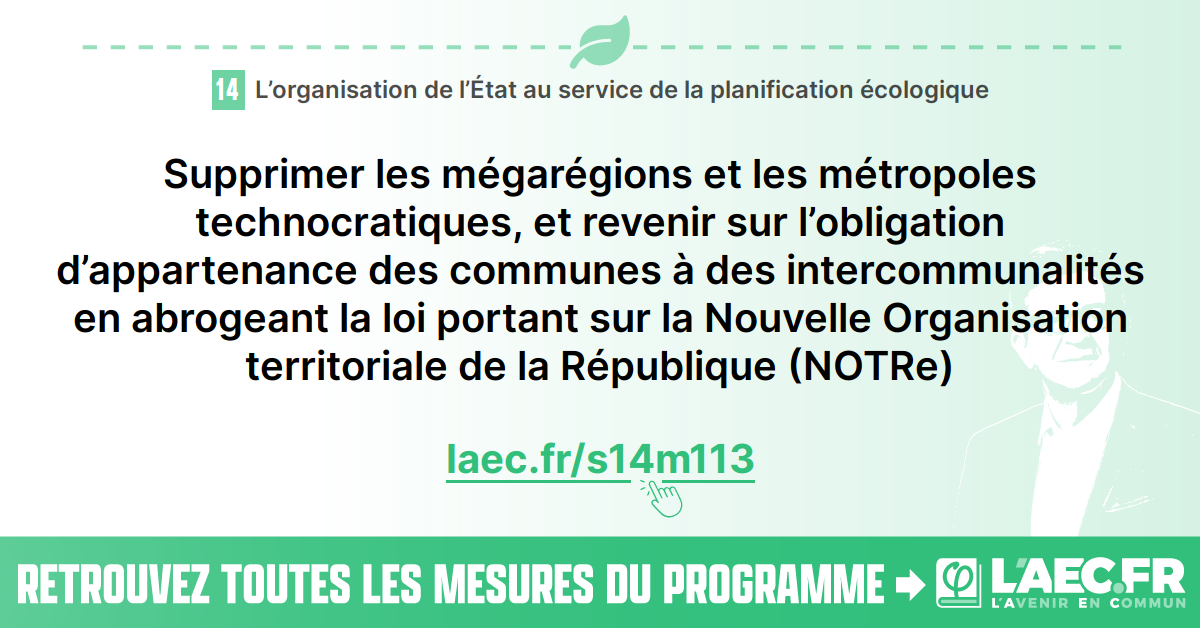 14 L’organisation de l’État au service de la planification écologique
Supprimer les mégarégions et les métropoles
technocratiques, et revenir sur l’obligation
d’appartenance des communes à des intercommunalités
en abrogeant la loi portant sur la Nouvelle Organisation
territoriale de la République (NOTRe)
laec.fr/s14m113
RETROUVEZ TOUTES LES MESURES DU PROGRAMME
L’AEC.FR
L’AVENIR EN COMMUN